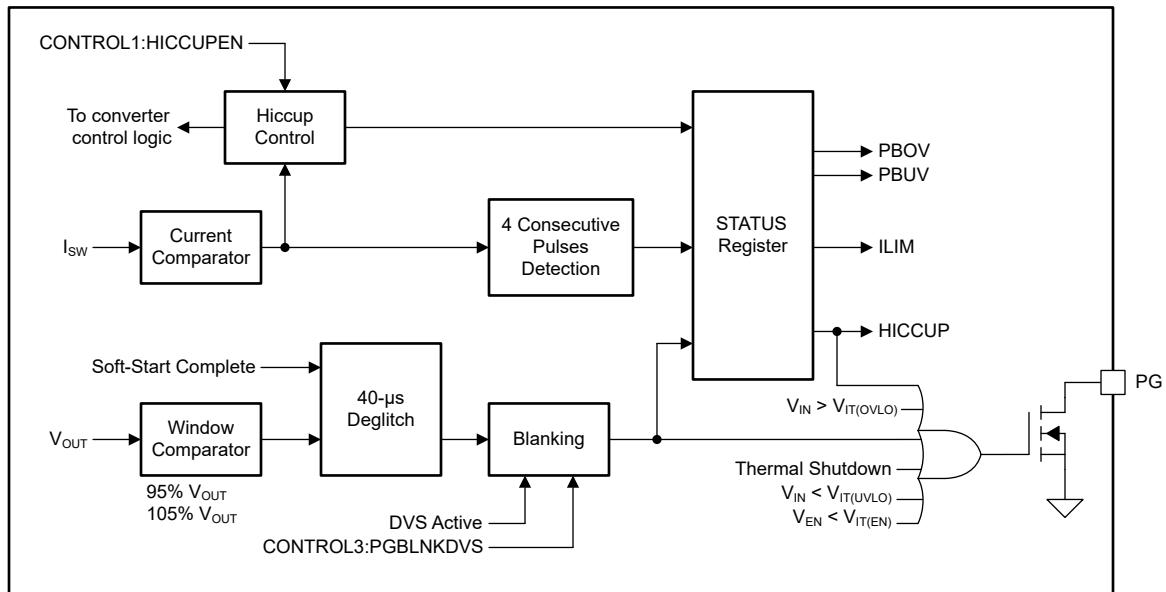 CONTROL1:HICCUPEN
To converter
control logic
Hiccup
Control
PBOV
PBUV
4 Consecutive
Pulses
Detection
STATUS
Register
I_SW
Current
Comparator
ILIM
HICCUP
Soft-Start Complete
40-µs
Deglitch
PG
V_IN > V_IT(OVLO)
V_OUT
Window
Comparator
Blanking
95% V_OUT
105% V_OUT
Thermal Shutdown
V_IN < V_IT(UVLO)
V_EN < V_IT(EN)
DVS Active
CONTROL3:PGBLNKDVS